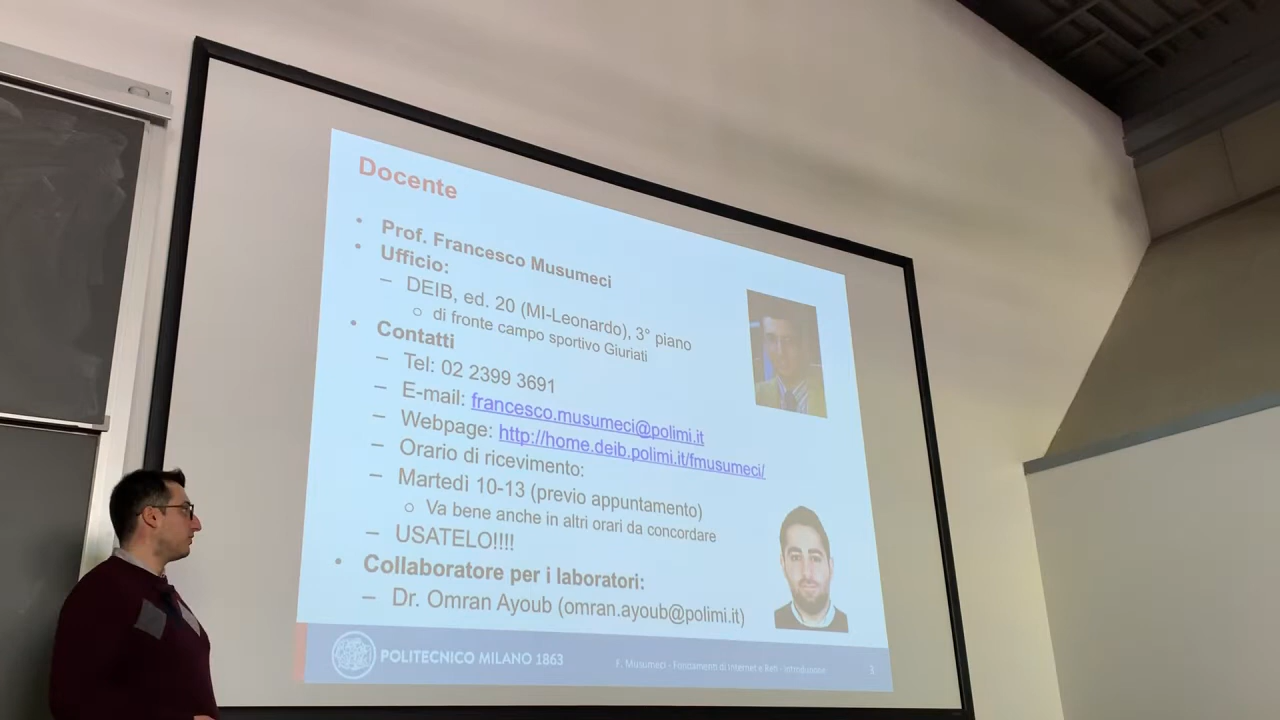 Docente
• Prof. Francesco Musumeci
• Ufficio:
– DEIB, ed. 20 (MI-Leonardo), 3° piano
o di fronte campo sportivo Giuriati
• Contatti
– Tel: 02 2399 3691
– E-mail: francesco.musumeci@polimi.it
– Webpage: http://home.deib.polimi.it/fmusumeci/
– Orario di ricevimento:
– Martedì 10-13 (previo appuntamento)
o Va bene anche in altri orari da concordare
– USATELO!!!!
• Collaboratore per i laboratori:
– Dr. Omran Ayoub (omran.ayoub@polimi.it)
POLITECNICO MILANO 1863
F. Musumeci - Fondamenti di Internet e Reti - Introduzione
3